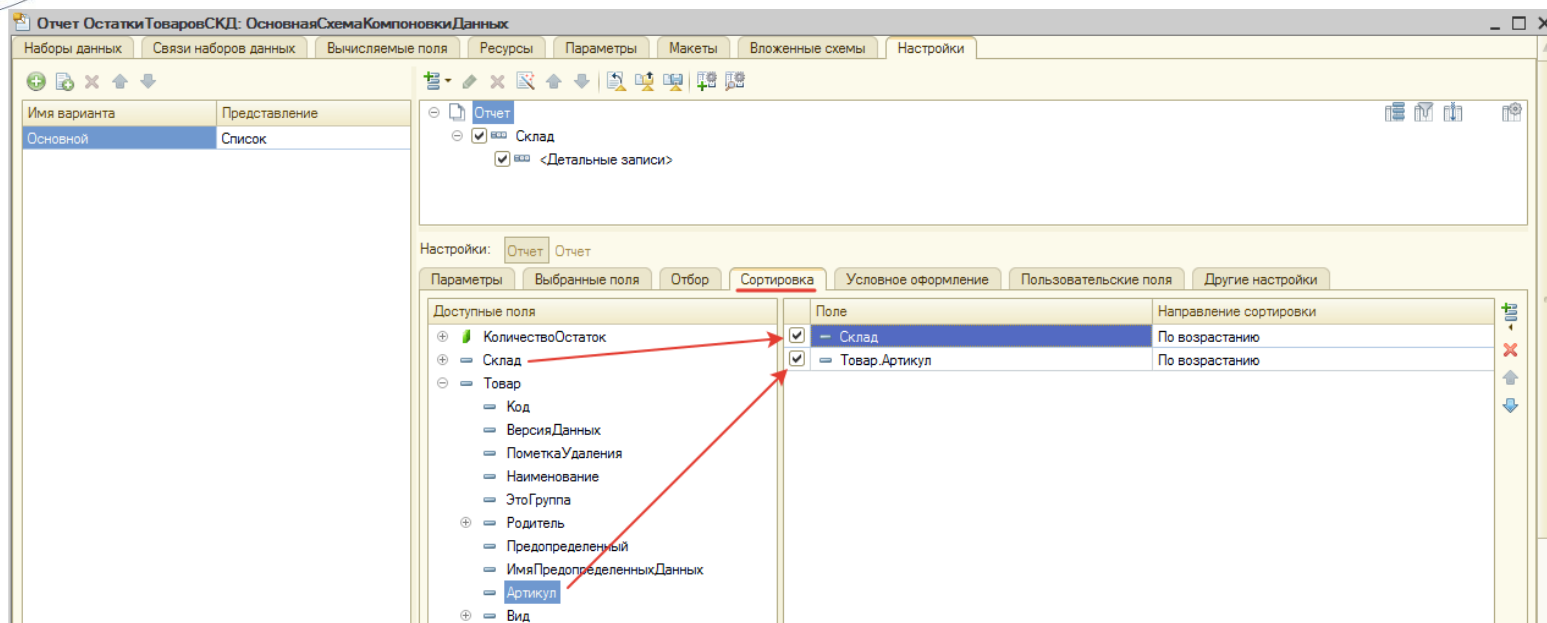 Отчет ОстаткиТоваровСКД: ОсновнаяСхемаКомпоновкиДанных
Наборы данных Связи наборов данных Вычисляемые поля Ресурсы Параметры Макеты Вложенные схемы Настройки
Имя варианта Представление
Основной Список
Отчет
Склад
<Детальные записи>
Настройки: Отчет Отчет
Параметры Выбранные поля Отбор Сортировка Условное оформление Пользовательские поля Другие настройки
Доступные поля Поле Направление сортировки
КоличествоОстаток Склад По возрастанию
Склад Товар.Артикул По возрастанию
Товар
Код
ВерсияДанных
ПометкаУдаления
Наименование
ЭтоГруппа
Родитель
Предопределенный
ИмяПредопределенныхДанных
Артикул
Вид